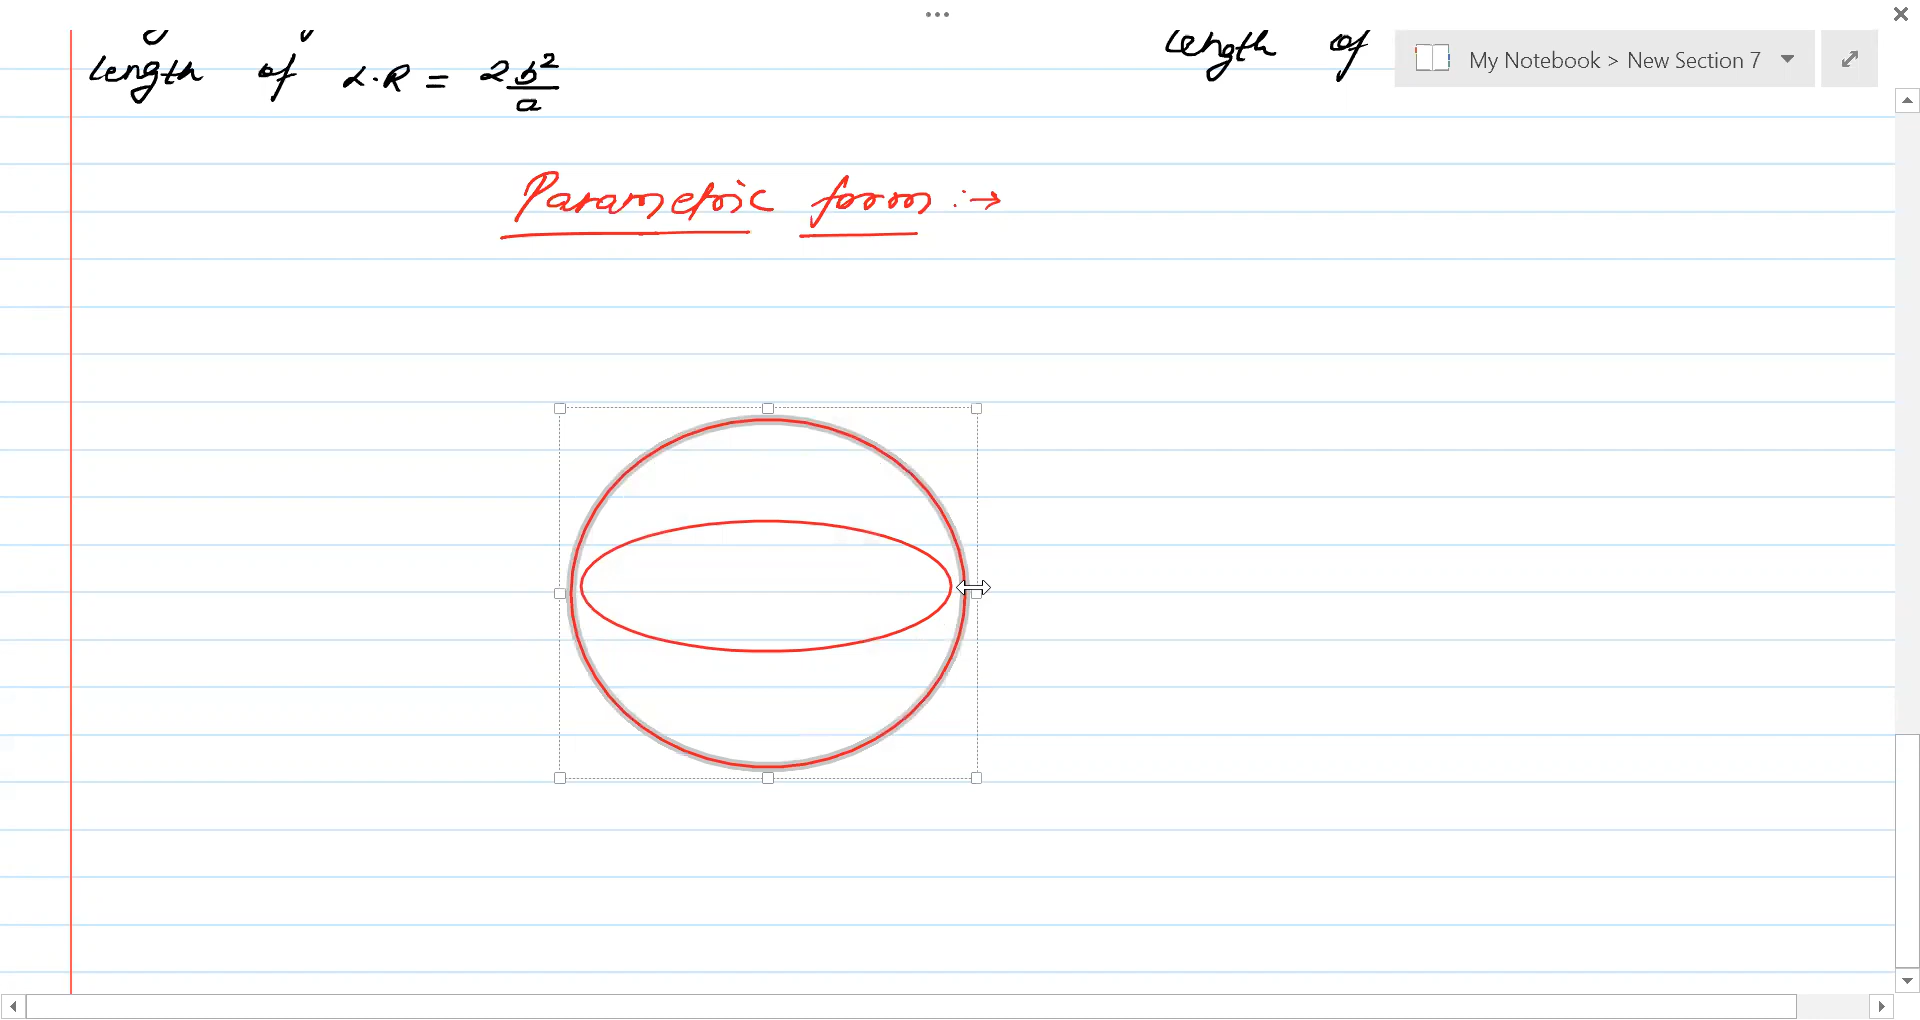 length of
My Notebook > New Section 7
length of L.R = 2b²/a
Parametric form :→